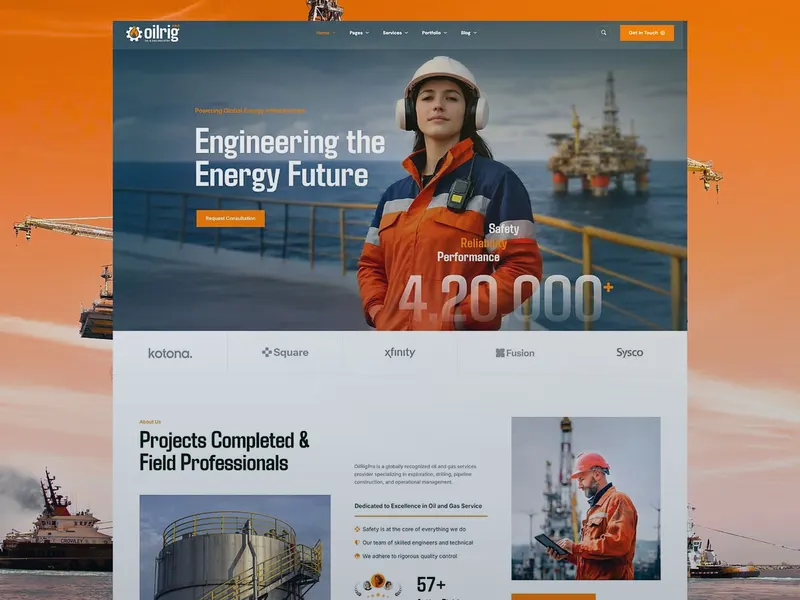 oilrig
Home
Pages
Services
Portfolio
Blog
Get In Touch
Powering Global Energy Infrastructure
Engineering the
Energy Future
Request Consultation
Safety
Reliability
Performance
4,20,000+
kotona.
Square
xfinity
Fusion
Sysco
About Us
Projects Completed &
Field Professionals
OilRigPro is a globally recognized oil and gas services
provider specializing in exploration, drilling, pipeline
construction, and operational management.
Dedicated to Excellence in Oil and Gas Service
Safety is at the core of everything we do
Our team of skilled engineers and technical
We adhere to rigorous quality control
57+
CROWLEY